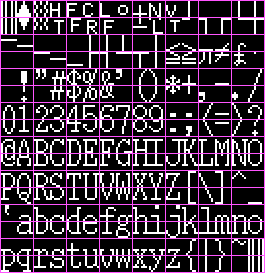 ◆▒␉␌␍␊°±␤␋┘┐┌└┼
⎺⎻─⎼⎽├┤┴┬│≤≥π≠£·
!"#$%&'()*+,-./
0123456789:;<=>?
@ABCDEFGHIJKLMNO
PQRSTUVWXYZ[\]^_
`abcdefghijklmno
pqrstuvwxyz{|}~